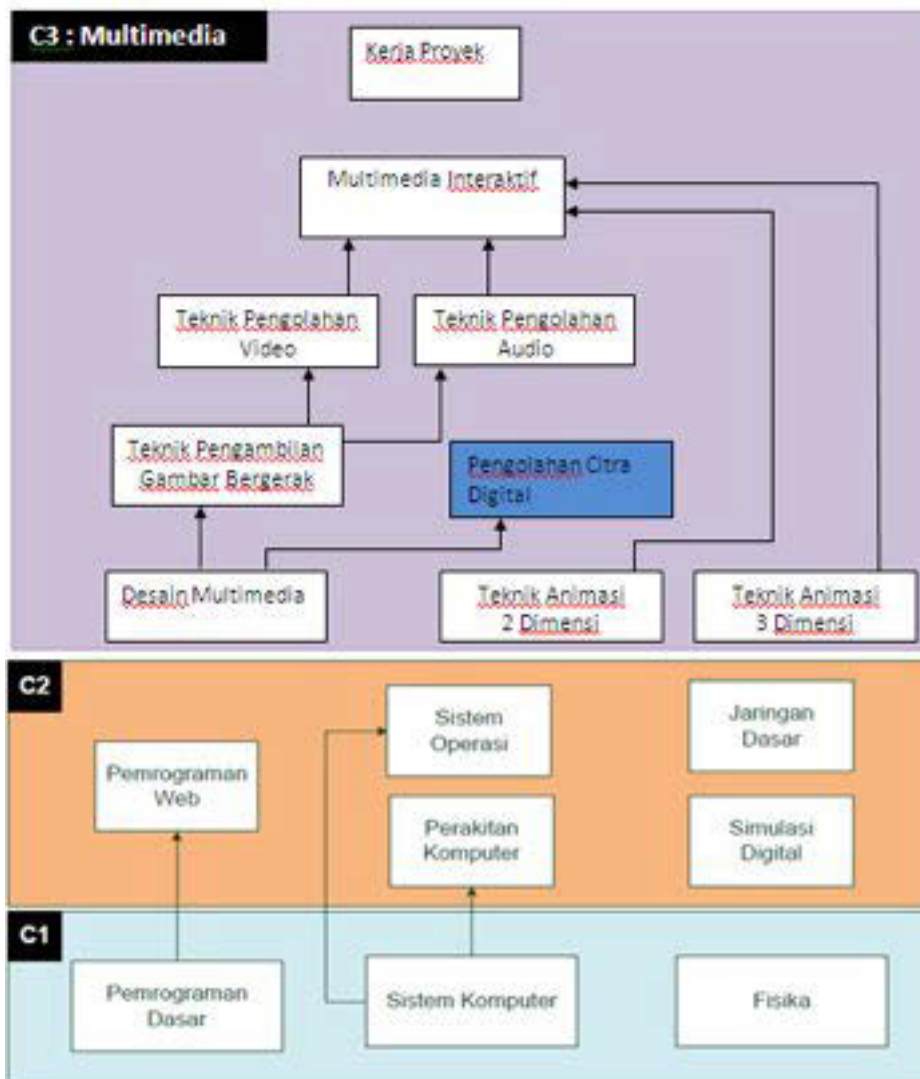 C3 : Multimedia
Kerja Proyek
Multimedia Interaktif
Teknik Pengolahan
Video
Teknik Pengolahan
Audio
Teknik Pengambilan
Gambar Bergerak
Pengolahan Citra
Digital
Desain Multimedia
Teknik Animasi
2 Dimensi
Teknik Animasi
3 Dimensi
C2
Pemrograman
Web
Sistem
Operasi
Jaringan
Dasar
Perakitan
Komputer
Simulasi
Digital
C1
Pemrograman
Dasar
Sistem Komputer
Fisika